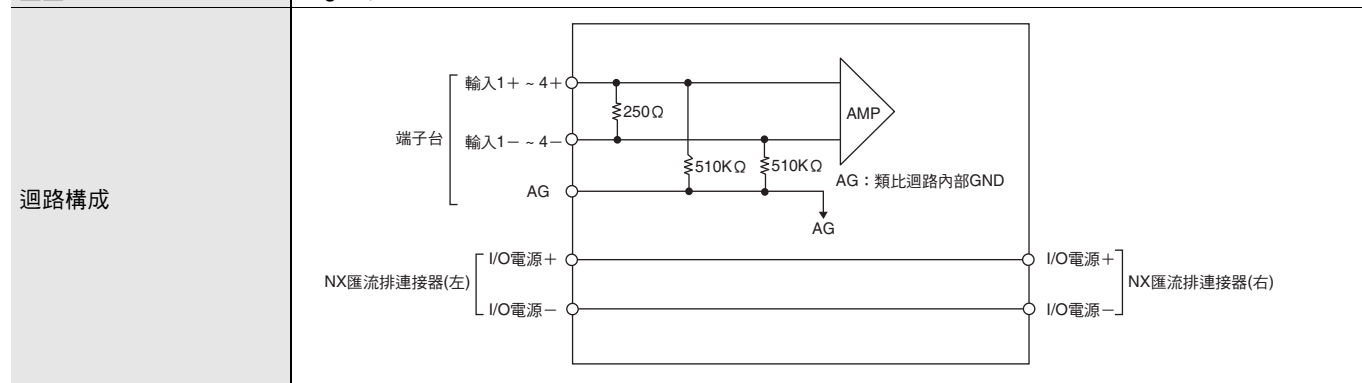 迴路構成
輸入1＋ ~ 4＋
250Ω
AMP
端子台
輸入1－ ~ 4－
510KΩ
510KΩ
AG：類比迴路內部GND
AG
AG
I/O電源＋
I/O電源＋
NX匯流排連接器(左)
NX匯流排連接器(右)
I/O電源－
I/O電源－